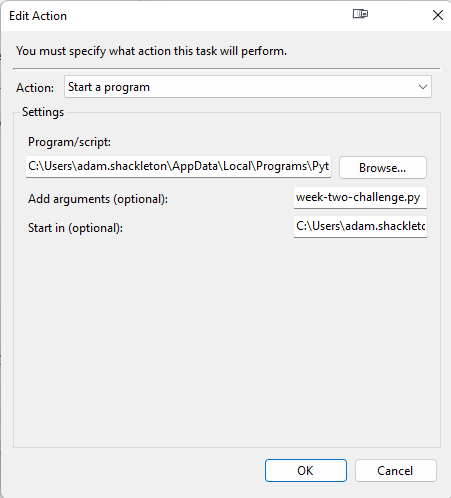 Edit Action
You must specify what action this task will perform.
Action: Start a program
Settings
Program/script:
C:\Users\adam.shackleton\AppData\Local\Programs\Pyt Browse...
Add arguments (optional): week-two-challenge.py
Start in (optional): C:\Users\adam.shackleto
OK Cancel